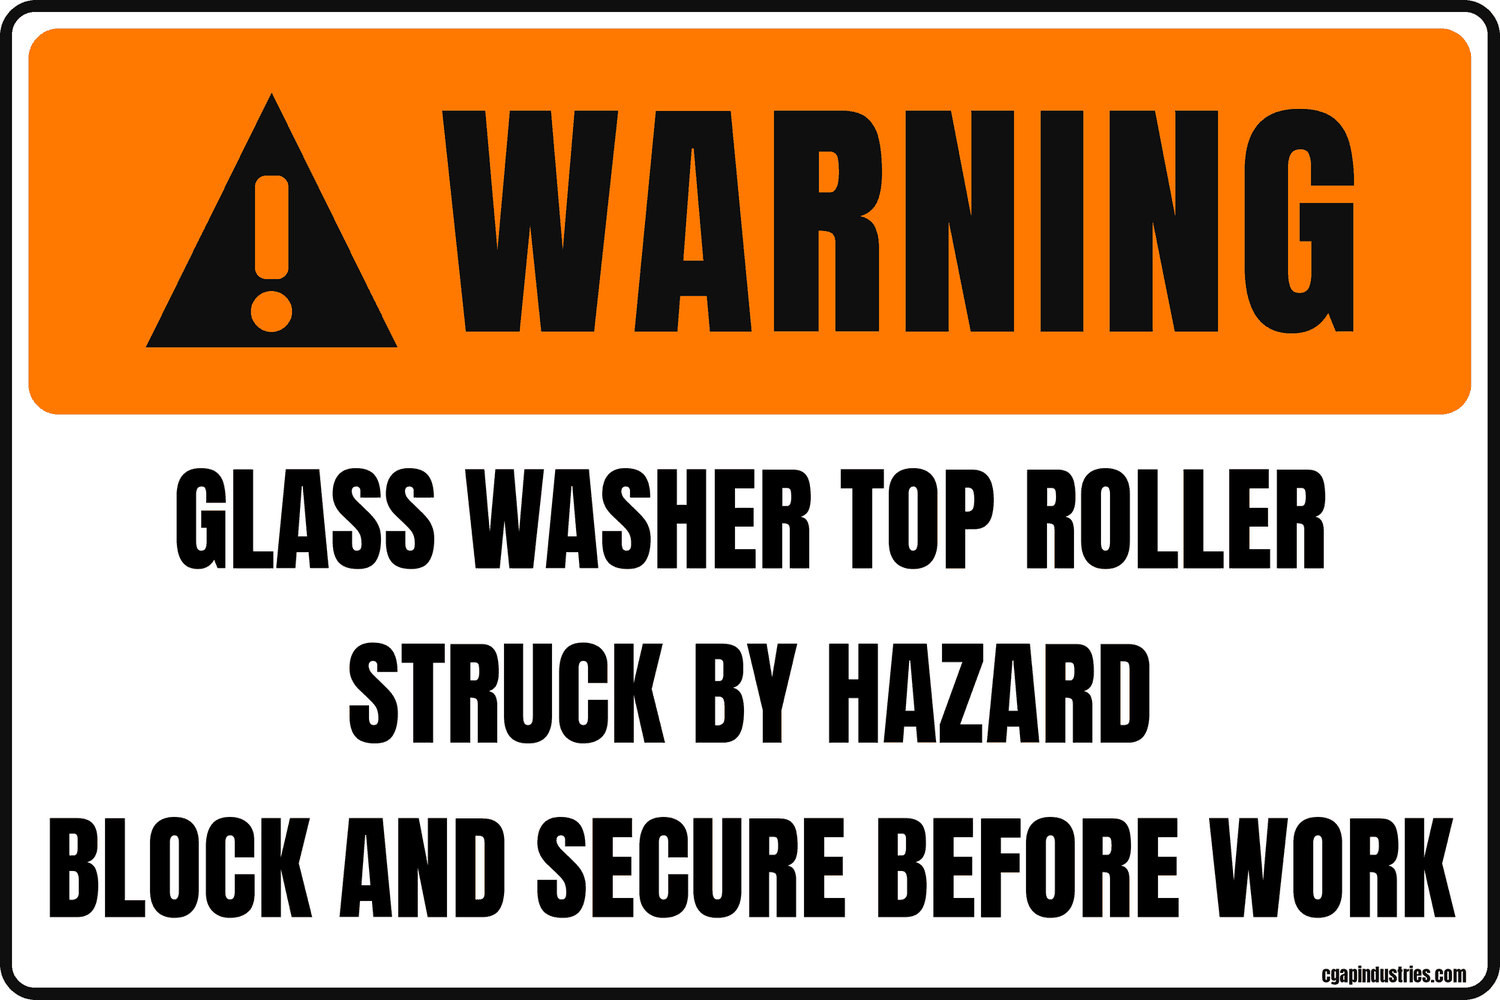 WARNING
GLASS WASHER TOP ROLLER
STRUCK BY HAZARD
BLOCK AND SECURE BEFORE WORK
cgapindustries.com